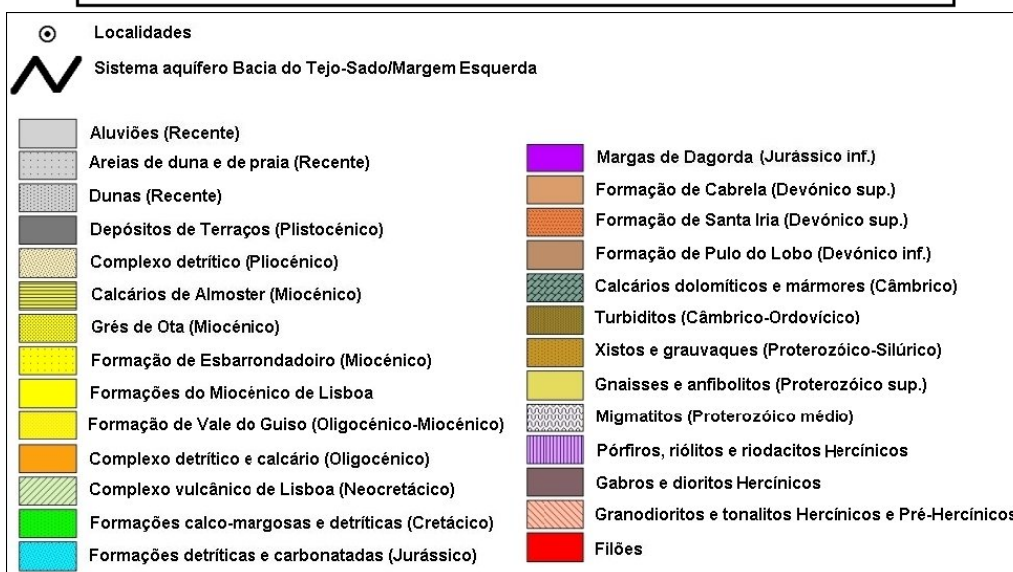 Localidades
Sistema aquífero Bacia do Tejo-Sado/Margem Esquerda
Aluviões (Recente)
Areias de duna e de praia (Recente)
Dunas (Recente)
Depósitos de Terraços (Plistocénico)
Complexo detrítico (Pliocénico)
Calcários de Almoster (Miocénico)
Grés de Ota (Miocénico)
Formação de Esbarrondadoiro (Miocénico)
Formações do Miocénico de Lisboa
Formação de Vale do Guiso (Oligocénico-Miocénico)
Complexo detrítico e calcário (Oligocénico)
Complexo vulcânico de Lisboa (Neocretácico)
Formações calco-margosas e detríticas (Cretácico)
Formações detríticas e carbonatadas (Jurássico)
Margas de Dagorda (Jurássico inf.)
Formação de Cabrela (Devónico sup.)
Formação de Santa Iria (Devónico sup.)
Formação de Pulo do Lobo (Devónico inf.)
Calcários dolomíticos e mármores (Câmbrico)
Turbiditos (Câmbrico-Ordovícico)
Xistos e grauvaques (Proterozóico-Silúrico)
Gnaisses e anfibolitos (Proterozóico sup.)
Migmatitos (Proterozóico médio)
Pórfiros, riólitos e riodacitos Hercínicos
Gabros e dioritos Hercínicos
Granodioritos e tonalitos Hercínicos e Pré-Hercínicos
Filões